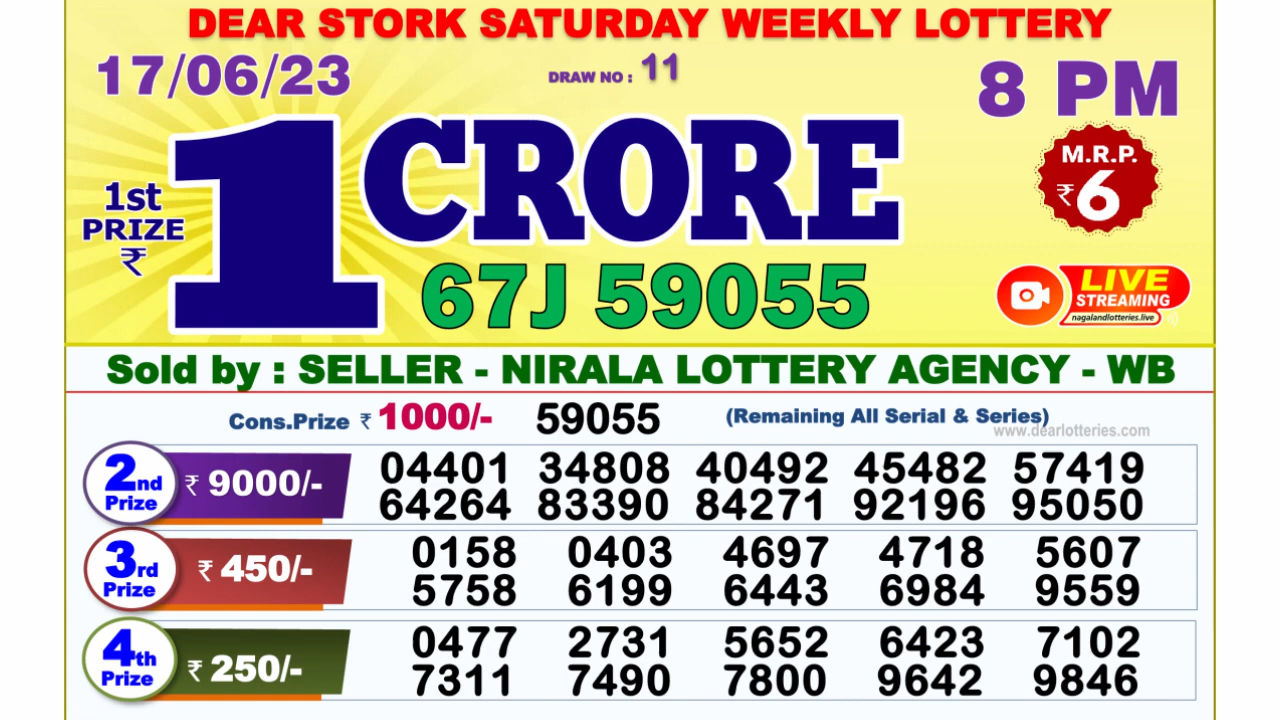 DEAR STORK SATURDAY WEEKLY LOTTERY
17/06/23
DRAW NO : 11
8 PM
1st PRIZE ₹
1 CRORE
67J 59055
M.R.P.
₹ 6
LIVE
STREAMING
nagalandlotteries.live
Sold by : SELLER - NIRALA LOTTERY AGENCY - WB
Cons.Prize ₹ 1000/- 59055 (Remaining All Serial & Series)
www.dearlotteries.com
2nd Prize ₹ 9000/-
04401 34808 40492 45482 57419
64264 83390 84271 92196 95050
3rd Prize ₹ 450/-
0158 0403 4697 4718 5607
5758 6199 6443 6984 9559
4th Prize ₹ 250/-
0477 2731 5652 6423 7102
7311 7490 7800 9642 9846